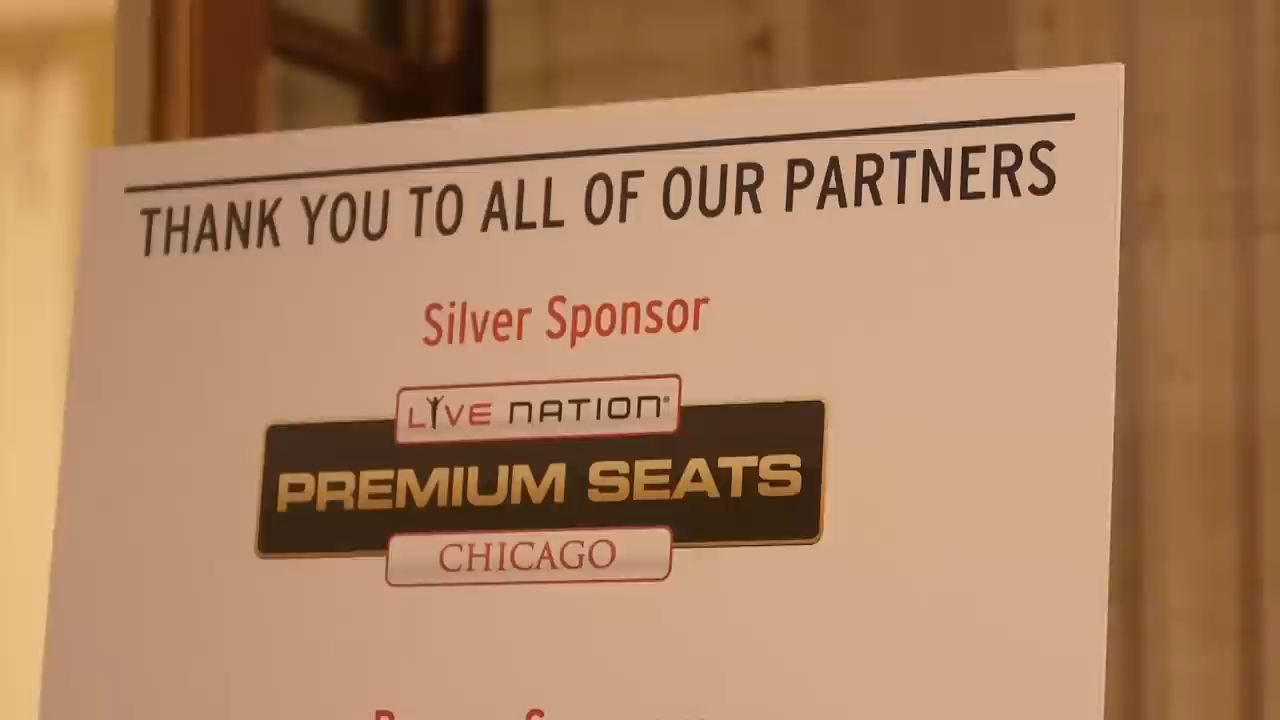 THANK YOU TO ALL OF OUR PARTNERS
Silver Sponsor
LIVE NATION®
PREMIUM SEATS
CHICAGO